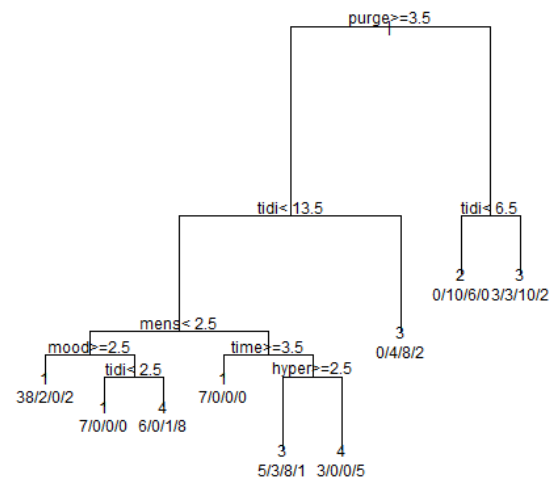 purge>=3.5
tidi< 13.5
tidi< 6.5
2
3
0/10/6/0
3/3/10/2
mens< 2.5
3
0/4/8/2
mood>=2.5
time>=3.5
tidi< 2.5
hyper>=2.5
1
1
38/2/0/2
7/0/0/0
1
4
7/0/0/0
6/0/1/8
3
4
5/3/8/1
3/0/0/5